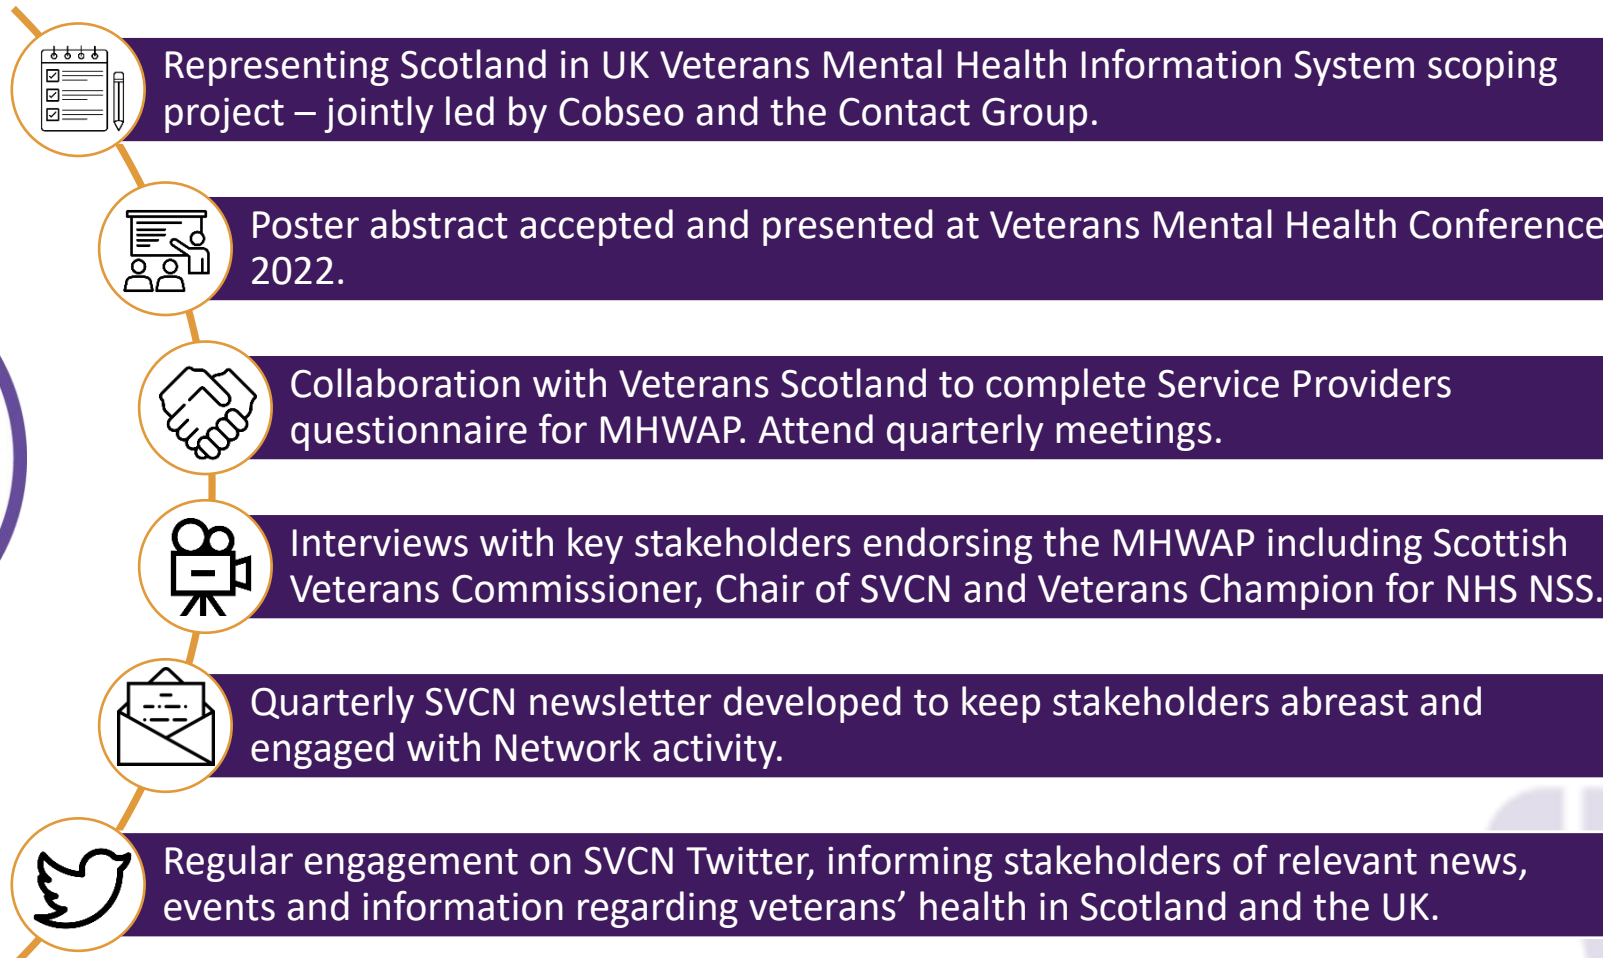 Representing Scotland in UK Veterans Mental Health Information System scoping
project – jointly led by Cobseo and the Contact Group.
Poster abstract accepted and presented at Veterans Mental Health Conference
2022.
Collaboration with Veterans Scotland to complete Service Providers
questionnaire for MHWAP. Attend quarterly meetings.
Interviews with key stakeholders endorsing the MHWAP including Scottish
Veterans Commissioner, Chair of SVCN and Veterans Champion for NHS NSS.
Quarterly SVCN newsletter developed to keep stakeholders abreast and
engaged with Network activity.
Regular engagement on SVCN Twitter, informing stakeholders of relevant news,
events and information regarding veterans’ health in Scotland and the UK.